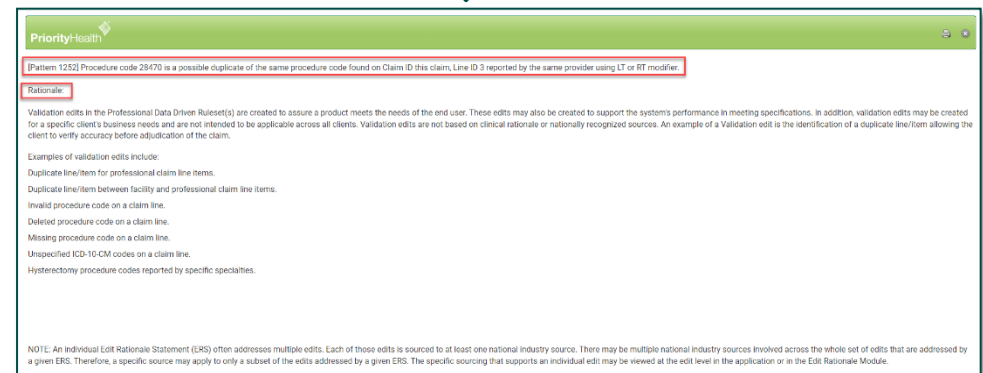 PriorityHealth
[Pattern 1252] Procedure code 28470 is a possible duplicate of the same procedure code found on Claim ID this claim, Line ID 3 reported by the same provider using LT or RT modifier.
Rationale:
Validation edits in the Professional Data Driven Ruleset(s) are created to assure a product meets the needs of the end user. These edits may also be created to support the system's performance in meeting specifications. In addition, validation edits may be created
for a specific client's business needs and are not intended to be applicable across all clients. Validation edits are not based on clinical rationale or nationally recognized sources. An example of a Validation edit is the identification of a duplicate line/item allowing the
client to verify accuracy before adjudication of the claim.
Examples of validation edits include:
Duplicate line/item for professional claim line items.
Duplicate line/item between facility and professional claim line items.
Invalid procedure code on a claim line.
Deleted procedure code on a claim line.
Missing procedure code on a claim line.
Unspecified ICD-10-CM codes on a claim line.
Hysterectomy procedure codes reported by specific specialties.
NOTE: An individual Edit Rationale Statement (ERS) often addresses multiple edits. Each of those edits is sourced to at least one national industry source. There may be multiple national industry sources involved across the whole set of edits that are addressed by
a given ERS. Therefore, a specific source may apply to only a subset of the edits addressed by a given ERS. The specific sourcing that supports an individual edit may be viewed at the edit level in the application or in the Edit Rationale Module.